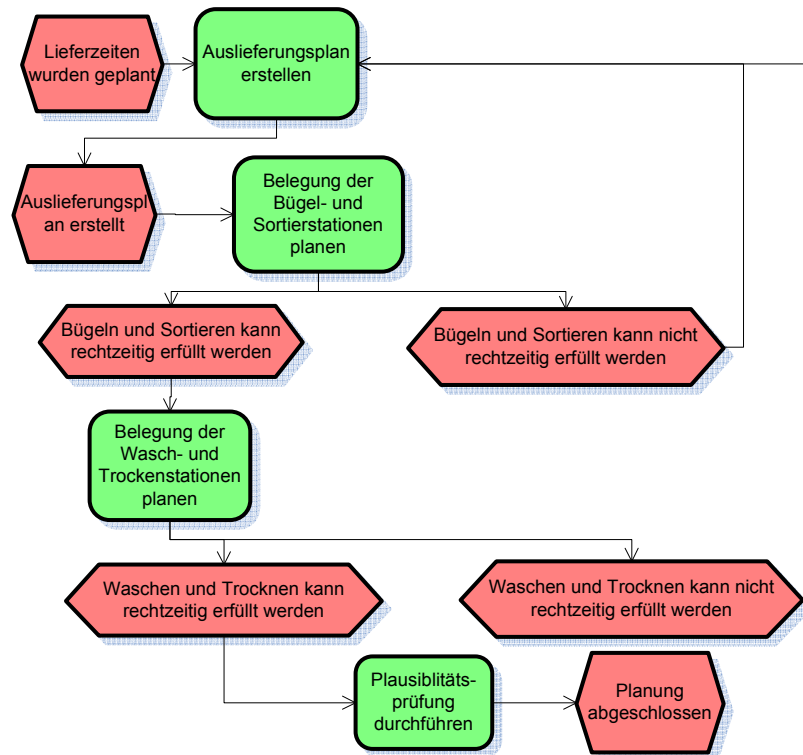 Lieferzeiten
wurden geplant
Auslieferungsplan
erstellen
Auslieferungspl
an erstellt
Belegung der
Bügel- und
Sortierstationen
planen
Bügeln und Sortieren kann
rechtzeitig erfüllt werden
Bügeln und Sortieren kann nicht
rechtzeitig erfüllt werden
Belegung der
Wasch- und
Trockenstationen
planen
Waschen und Trocknen kann
rechtzeitig erfüllt werden
Waschen und Trocknen kann nicht
rechtzeitig erfüllt werden
Plausiblitäts-
prüfung
durchführen
Planung
abgeschlossen